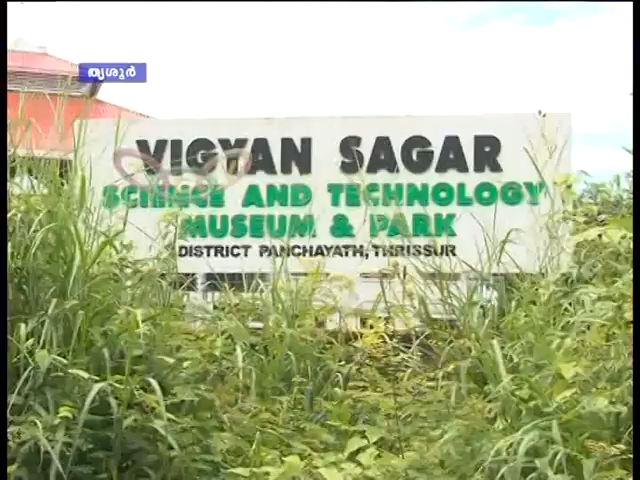 തൃശൂർ
VIGYAN SAGAR
SCIENCE AND TECHNOLOGY
MUSEUM & PARK
DISTRICT PANCHAYATH, THRISSUR